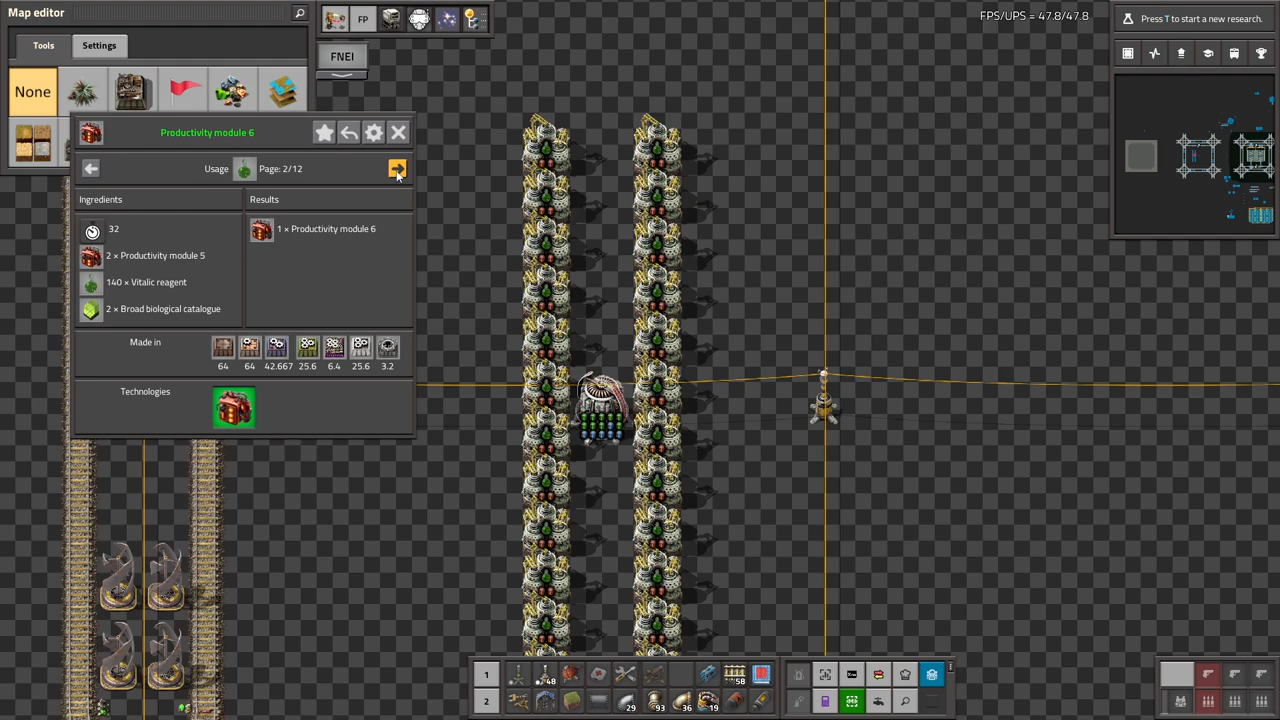 Map editor
FP
FPS/UPS = 47.8/47.8
Press T to start a new research.
Tools
Settings
FNEI
None
Productivity module 6
Usage
Page: 2/12
Ingredients
Results
32
1 × Productivity module 6
2 × Productivity module 5
140 × Vitalic reagent
2 × Broad biological catalogue
Made in
64
64
42.667
25.6
6.4
25.6
3.2
Technologies
1
48
58
2
29
93
36
19